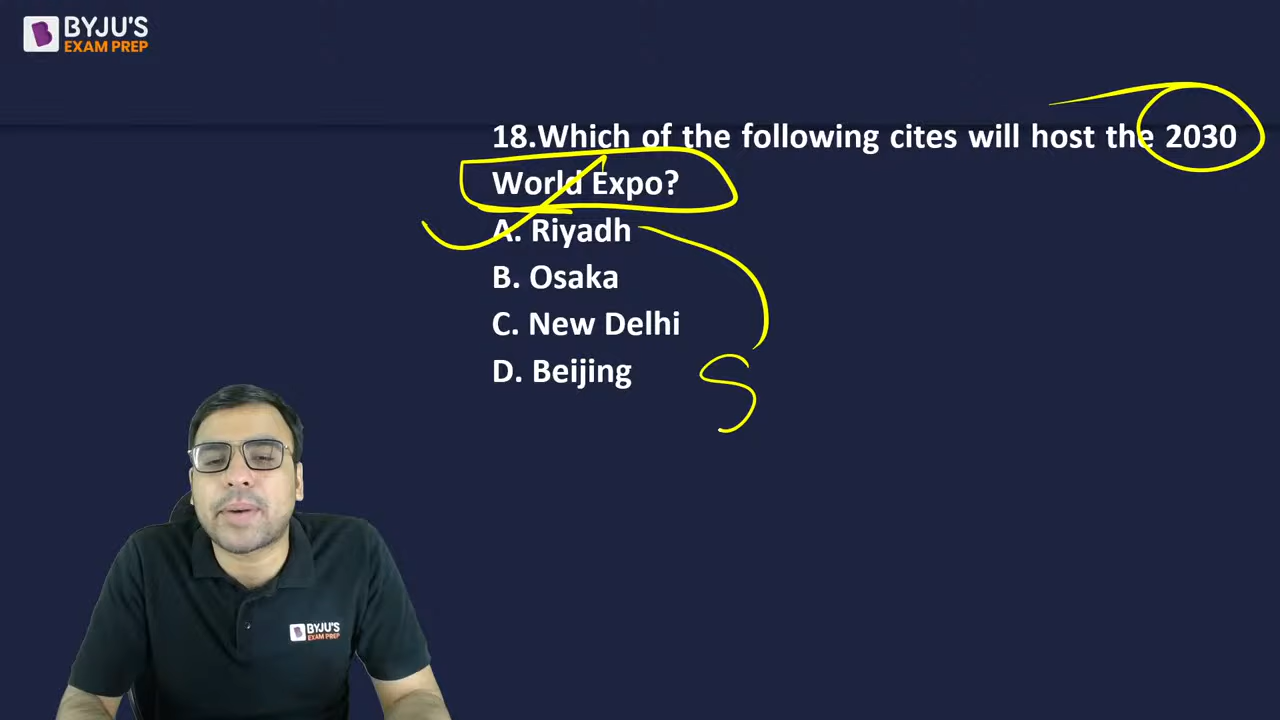 BYJU'S
EXAM PREP
18.Which of the following cites will host the 2030
World Expo?
A. Riyadh
B. Osaka
C. New Delhi
D. Beijing
S
BYJU'S
EXAM PREP